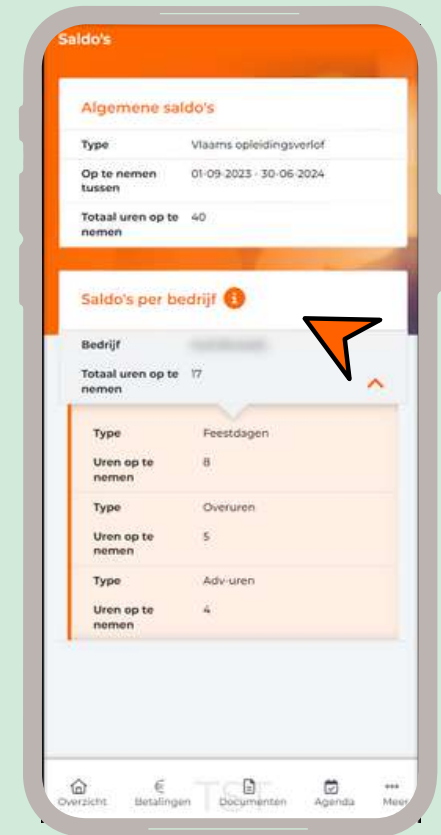 Saldo's
Algemene saldo's
Type Vlaams opleidingsverlof
Op te nemen 01-09-2023 - 30-06-2024
tussen
Totaal uren op te 40
nemen
Saldo's per bedrijf i
Bedrijf
Totaal uren op te 17
nemen
Type Feestdagen
Uren op te 8
nemen
Type Overuren
Uren op te 5
nemen
Type Adv-uren
Uren op te 4
nemen
TST
Overzicht Betalingen Documenten Agenda Meer